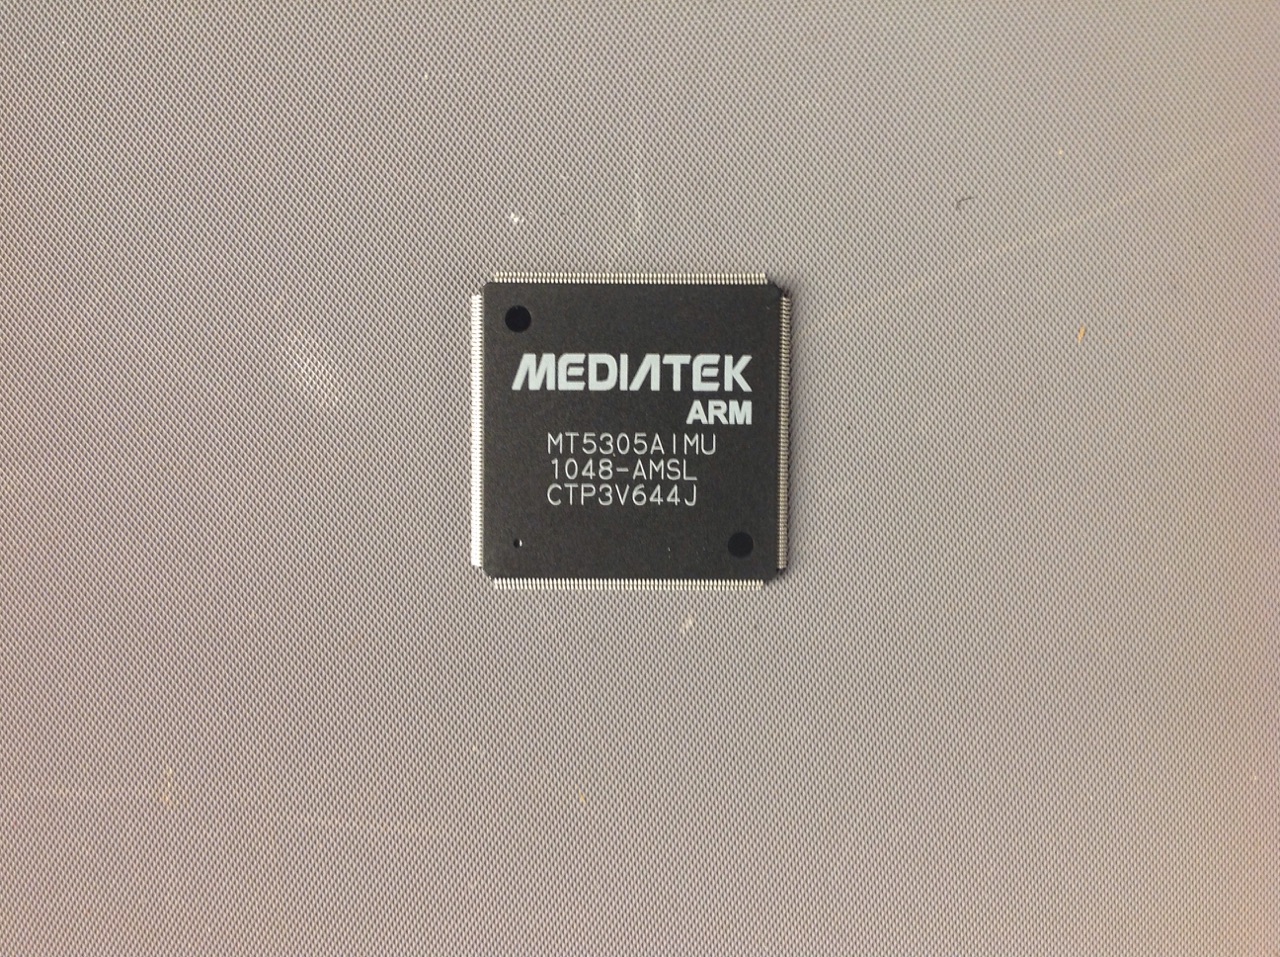 MEDIATEK
ARM
MT5305AIMU
1048-AMSL
CTP3V644J